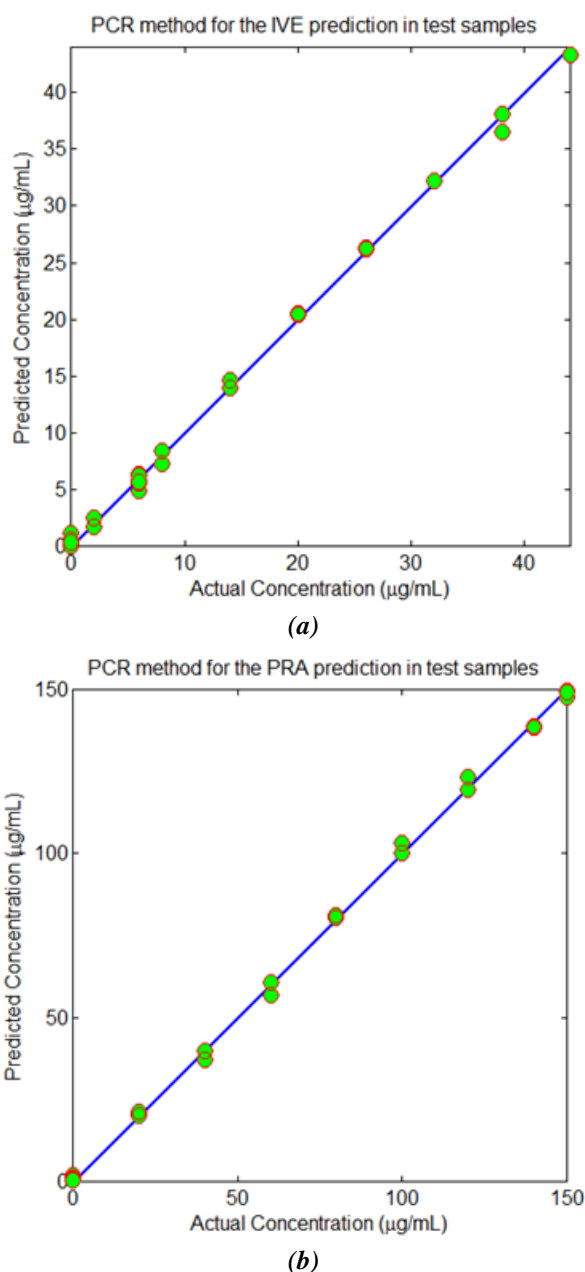 PCR method for the IVE prediction in test samples
Predicted Concentration (µg/mL)
40
35
30
25
20
15
10
5
0
0
10
20
30
40
Actual Concentration (µg/mL)
(a)
PCR method for the PRA prediction in test samples
Predicted Concentration (µg/mL)
150
100
50
0
0
50
100
150
Actual Concentration (µg/mL)
(b)